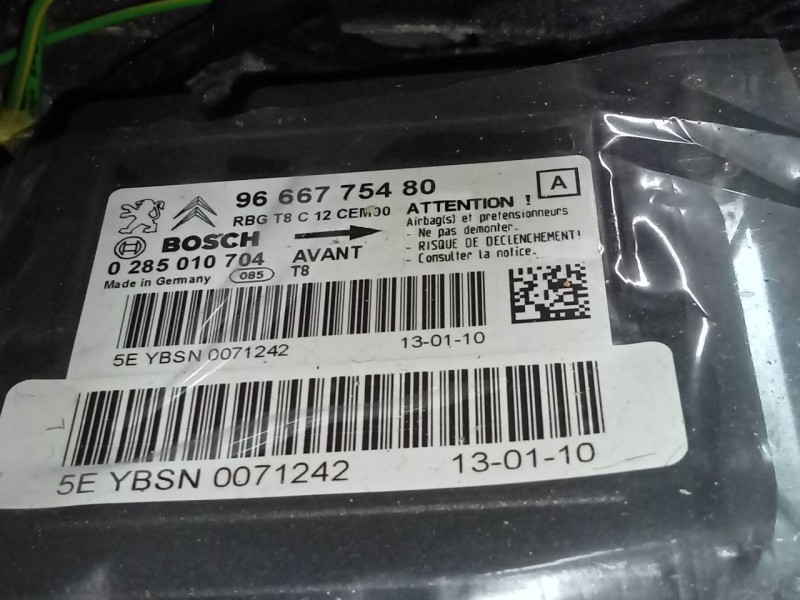 96 667 754 80
RBG T8 C 12 CEM00
BOSCH
0 285 010 704
Made in Germany 085
AVANT
T8
ATTENTION !
Airbag(s) et pretensionneurs
- Ne pas demonter.
- RISQUE DE DECLENCHEMENT!
- Consulter la notice.
A
5E YBSN 0071242 13-01-10
5E YBSN 0071242 13-01-10